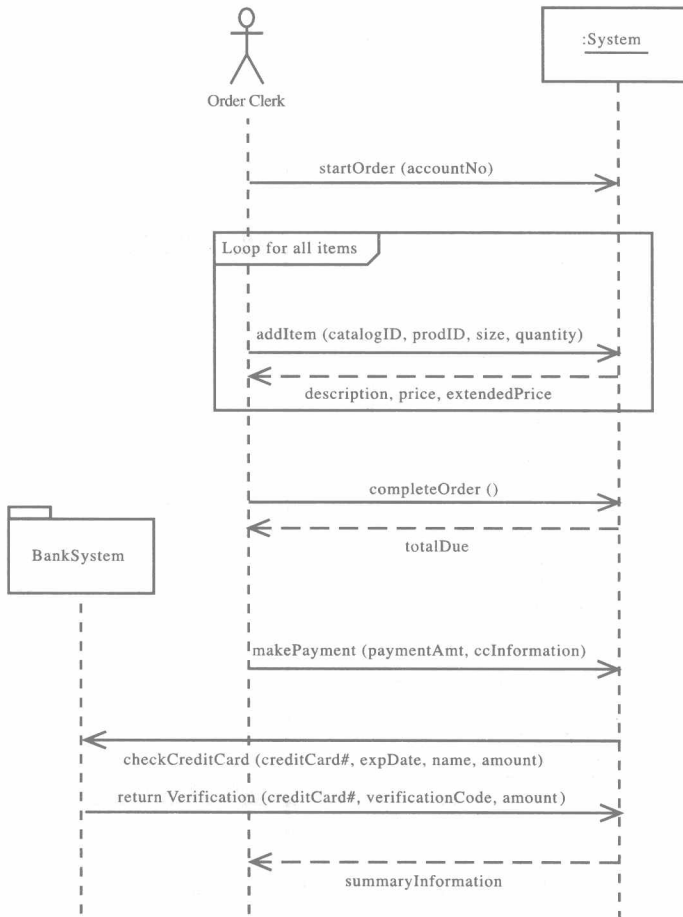 :System
Order Clerk
startOrder (accountNo)
Loop for all items
addItem (catalogID, prodID, size, quantity)
description, price, extendedPrice
completeOrder ()
totalDue
BankSystem
makePayment (paymentAmt, ccInformation)
checkCreditCard (creditCard#, expDate, name, amount)
return Verification (creditCard#, verificationCode, amount)
summaryInformation